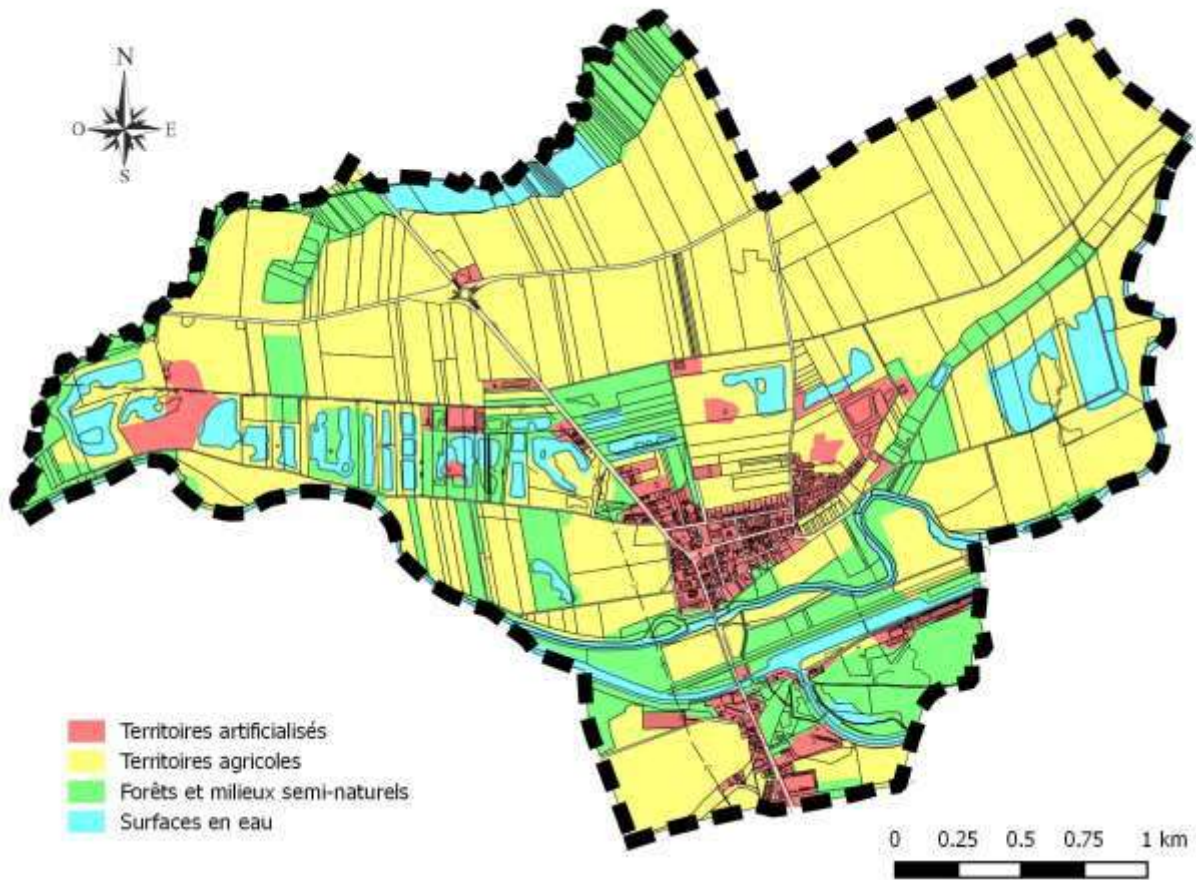 N
O E
S
Territoires artificialisés
Territoires agricoles
Forêts et milieux semi-naturels
Surfaces en eau
0 0.25 0.5 0.75 1 km